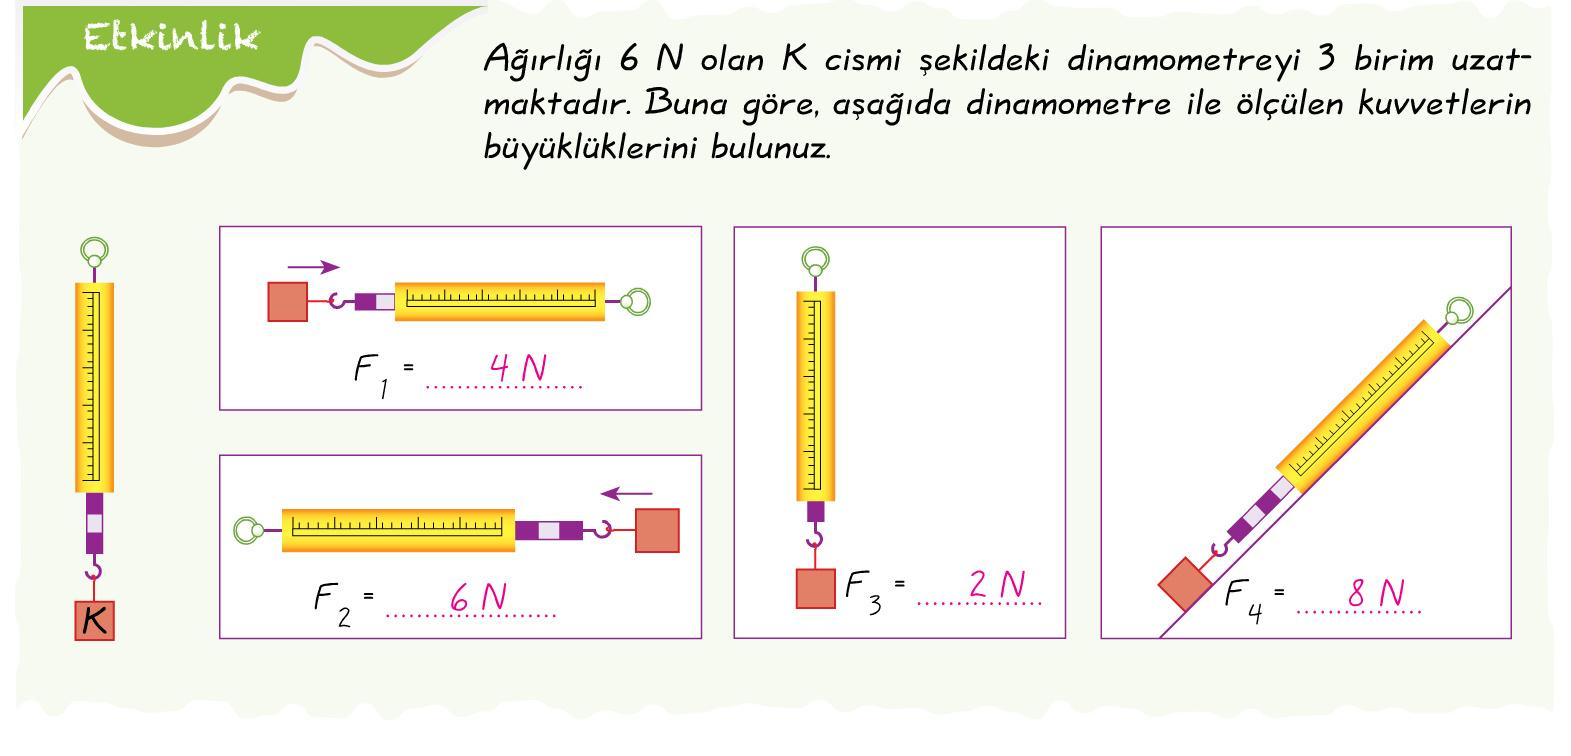 Etkinlik
Ağırlığı 6 N olan K cismi şekildeki dinamometreyi 3 birim uzat-
maktadır. Buna göre, aşağıda dinamometre ile ölçülen kuvvetlerin
büyüklüklerini bulunuz.
K
F1 = 4 N
F2 = 6 N
F3 = 2 N
F4 = 8 N